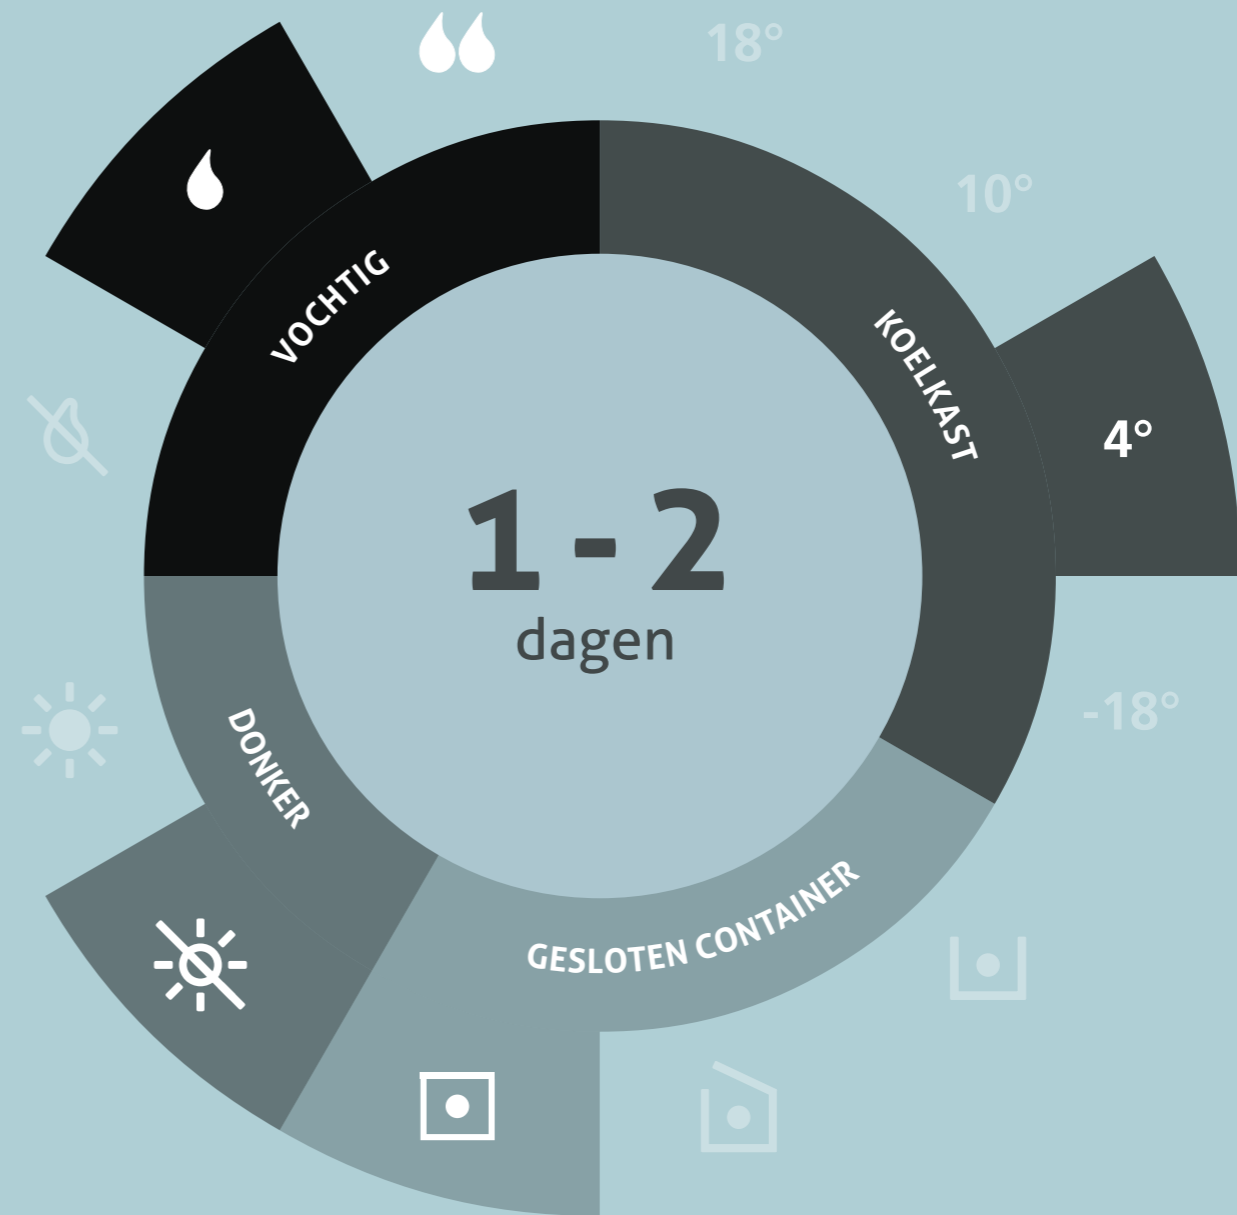 18°
10°
VOCHTIG
KOELKAST
4°
1 - 2
dagen
-18°
DONKER
GESLOTEN CONTAINER